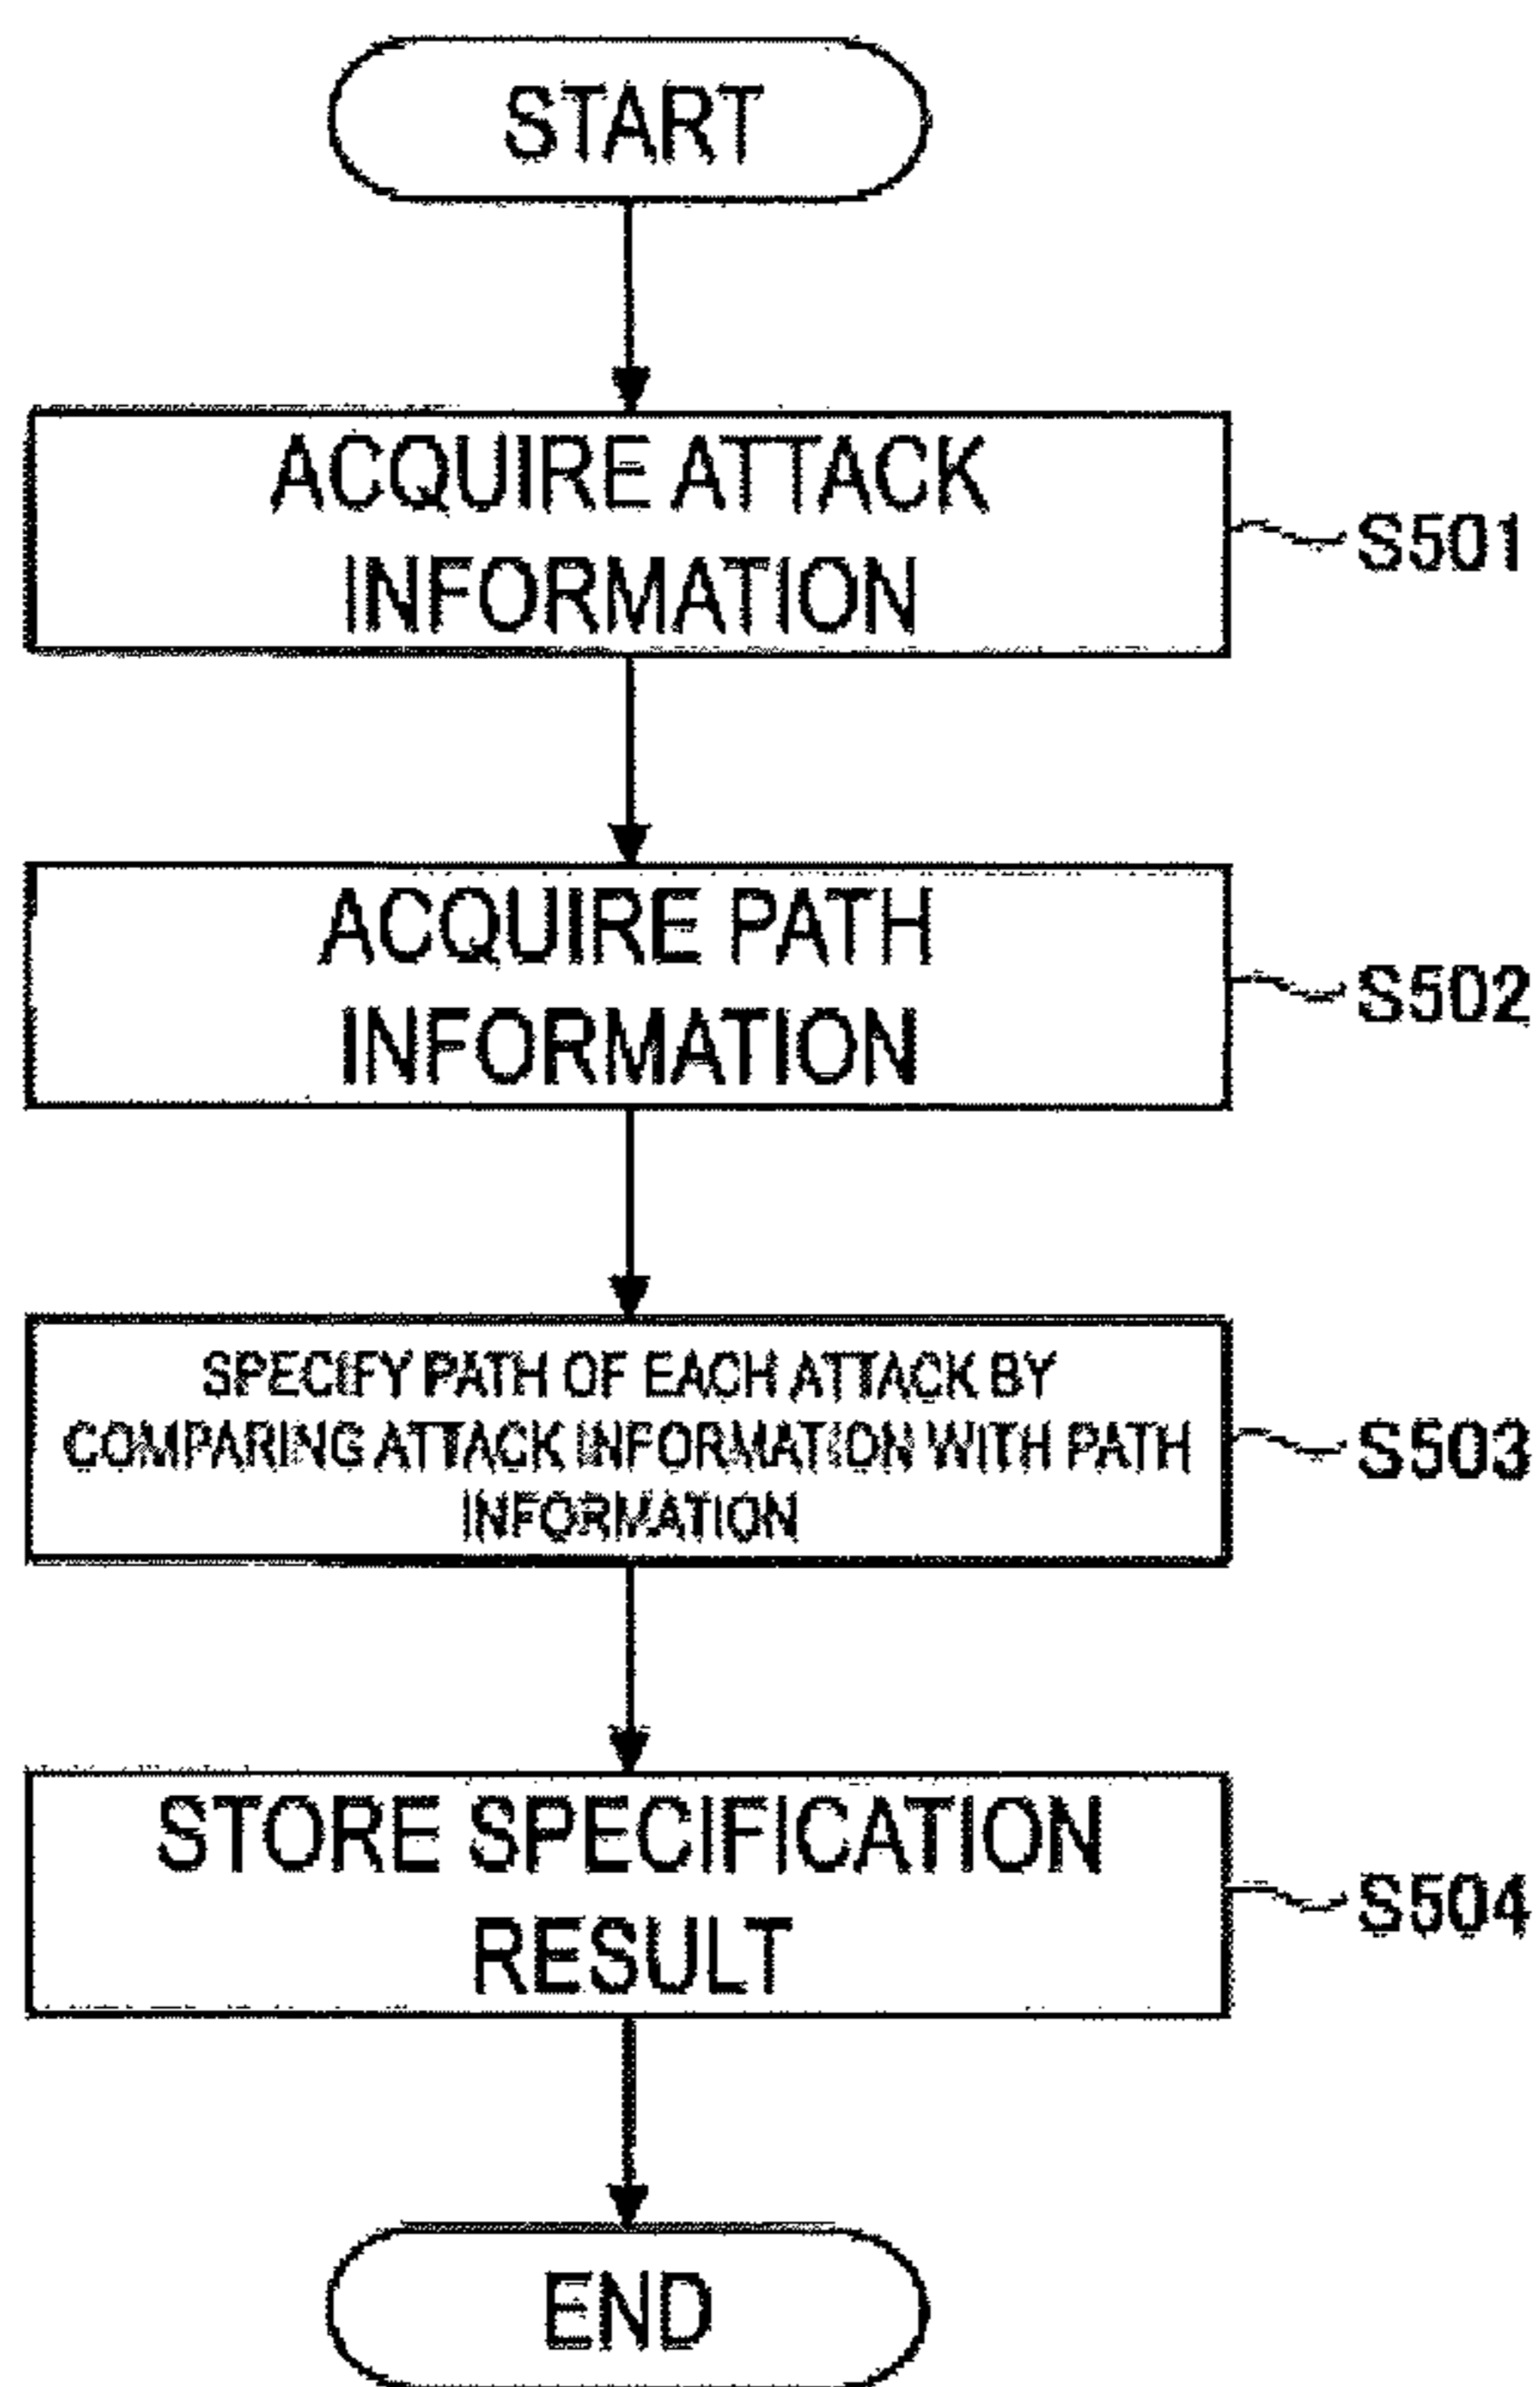 START
ACQUIRE ATTACK
INFORMATION
S501
ACQUIRE PATH
INFORMATION
S502
SPECIFY PATH OF EACH ATTACK BY
COMPARING ATTACK INFORMATION WITH PATH
INFORMATION
S503
STORE SPECIFICATION
RESULT
S504
END